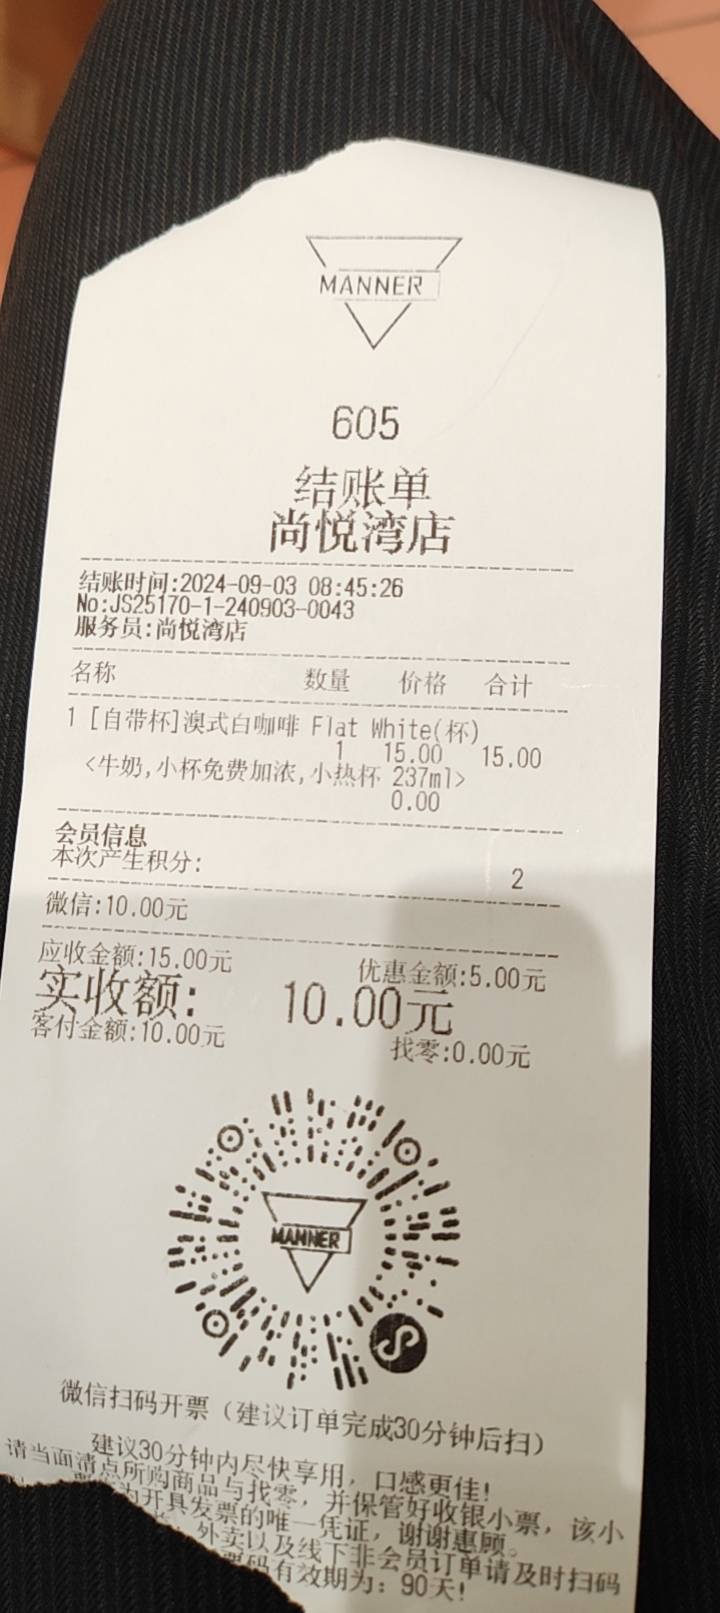 MANNER
605
结账单
尚悦湾店
结账时间:2024-09-03 08:45:26
No:JS25170-1-240903-0043
服务员:尚悦湾店
名称 数量 价格 合计
1 [自带杯]澳式白咖啡 Flat White(杯)
1 15.00 15.00
<牛奶,小杯免费加浓,小热杯 237ml>
0.00
会员信息
本次产生积分: 2
微信:10.00元
应收金额:15.00元 优惠金额:5.00元
实收额: 10.00元
客付金额:10.00元 找零:0.00元
MANNER
微信扫码开票（建议订单完成30分钟后扫）
建议30分钟内尽快享用，口感更佳!
请当面清点所购商品与找零，并保管好收银小票，该小
为开具发票的唯一凭证，谢谢惠顾。
外卖以及线下非会员订单请及时扫码
码有效期为：90天!